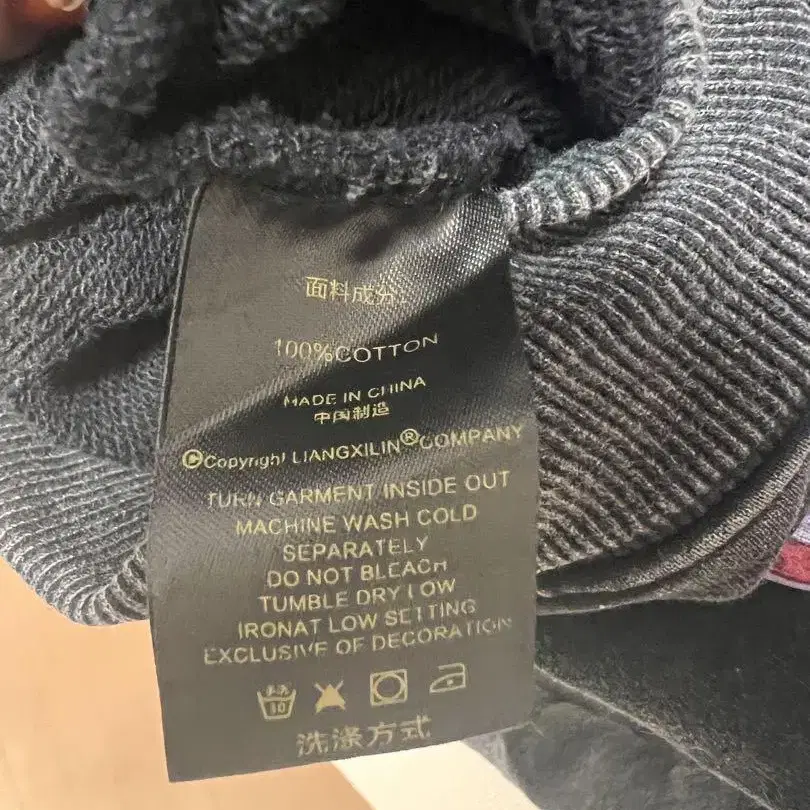 面料成分:
100%COTTON
MADE IN CHINA
中国制造
©Copyright LIANGXILIN®COMPANY
TURN GARMENT INSIDE OUT
MACHINE WASH COLD
SEPARATELY
DO NOT BLEACH
TUMBLE DRY LOW
IRONAT LOW SETTING
EXCLUSIVE OF DECORATION
洗涤方式